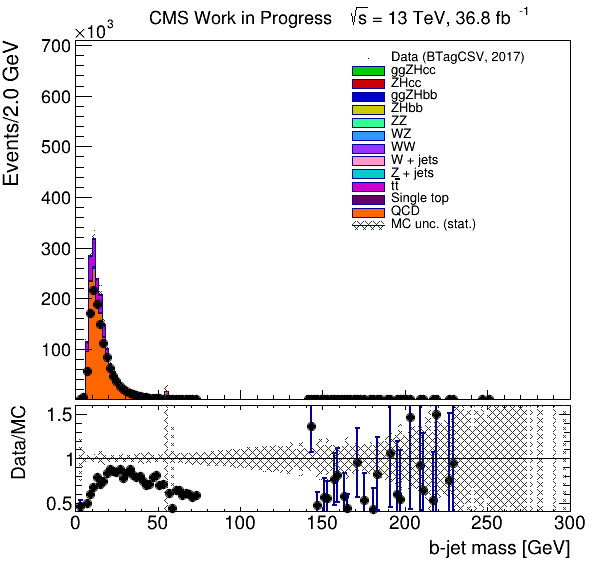 CMS Work in Progress √s = 13 TeV, 36.8 fb⁻¹
×10³
Events/2.0 GeV
700
600
500
400
300
200
100
Data (BTagCSV, 2017)
ggZHcc
ZHcc
ggZHbb
ZHbb
ZZ
WZ
WW
W + jets
Z + jets
tt̅
Single top
QCD
MC unc. (stat.)
Data/MC
1.5
1
0.5
0 50 100 150 200 250 300
b-jet mass [GeV]